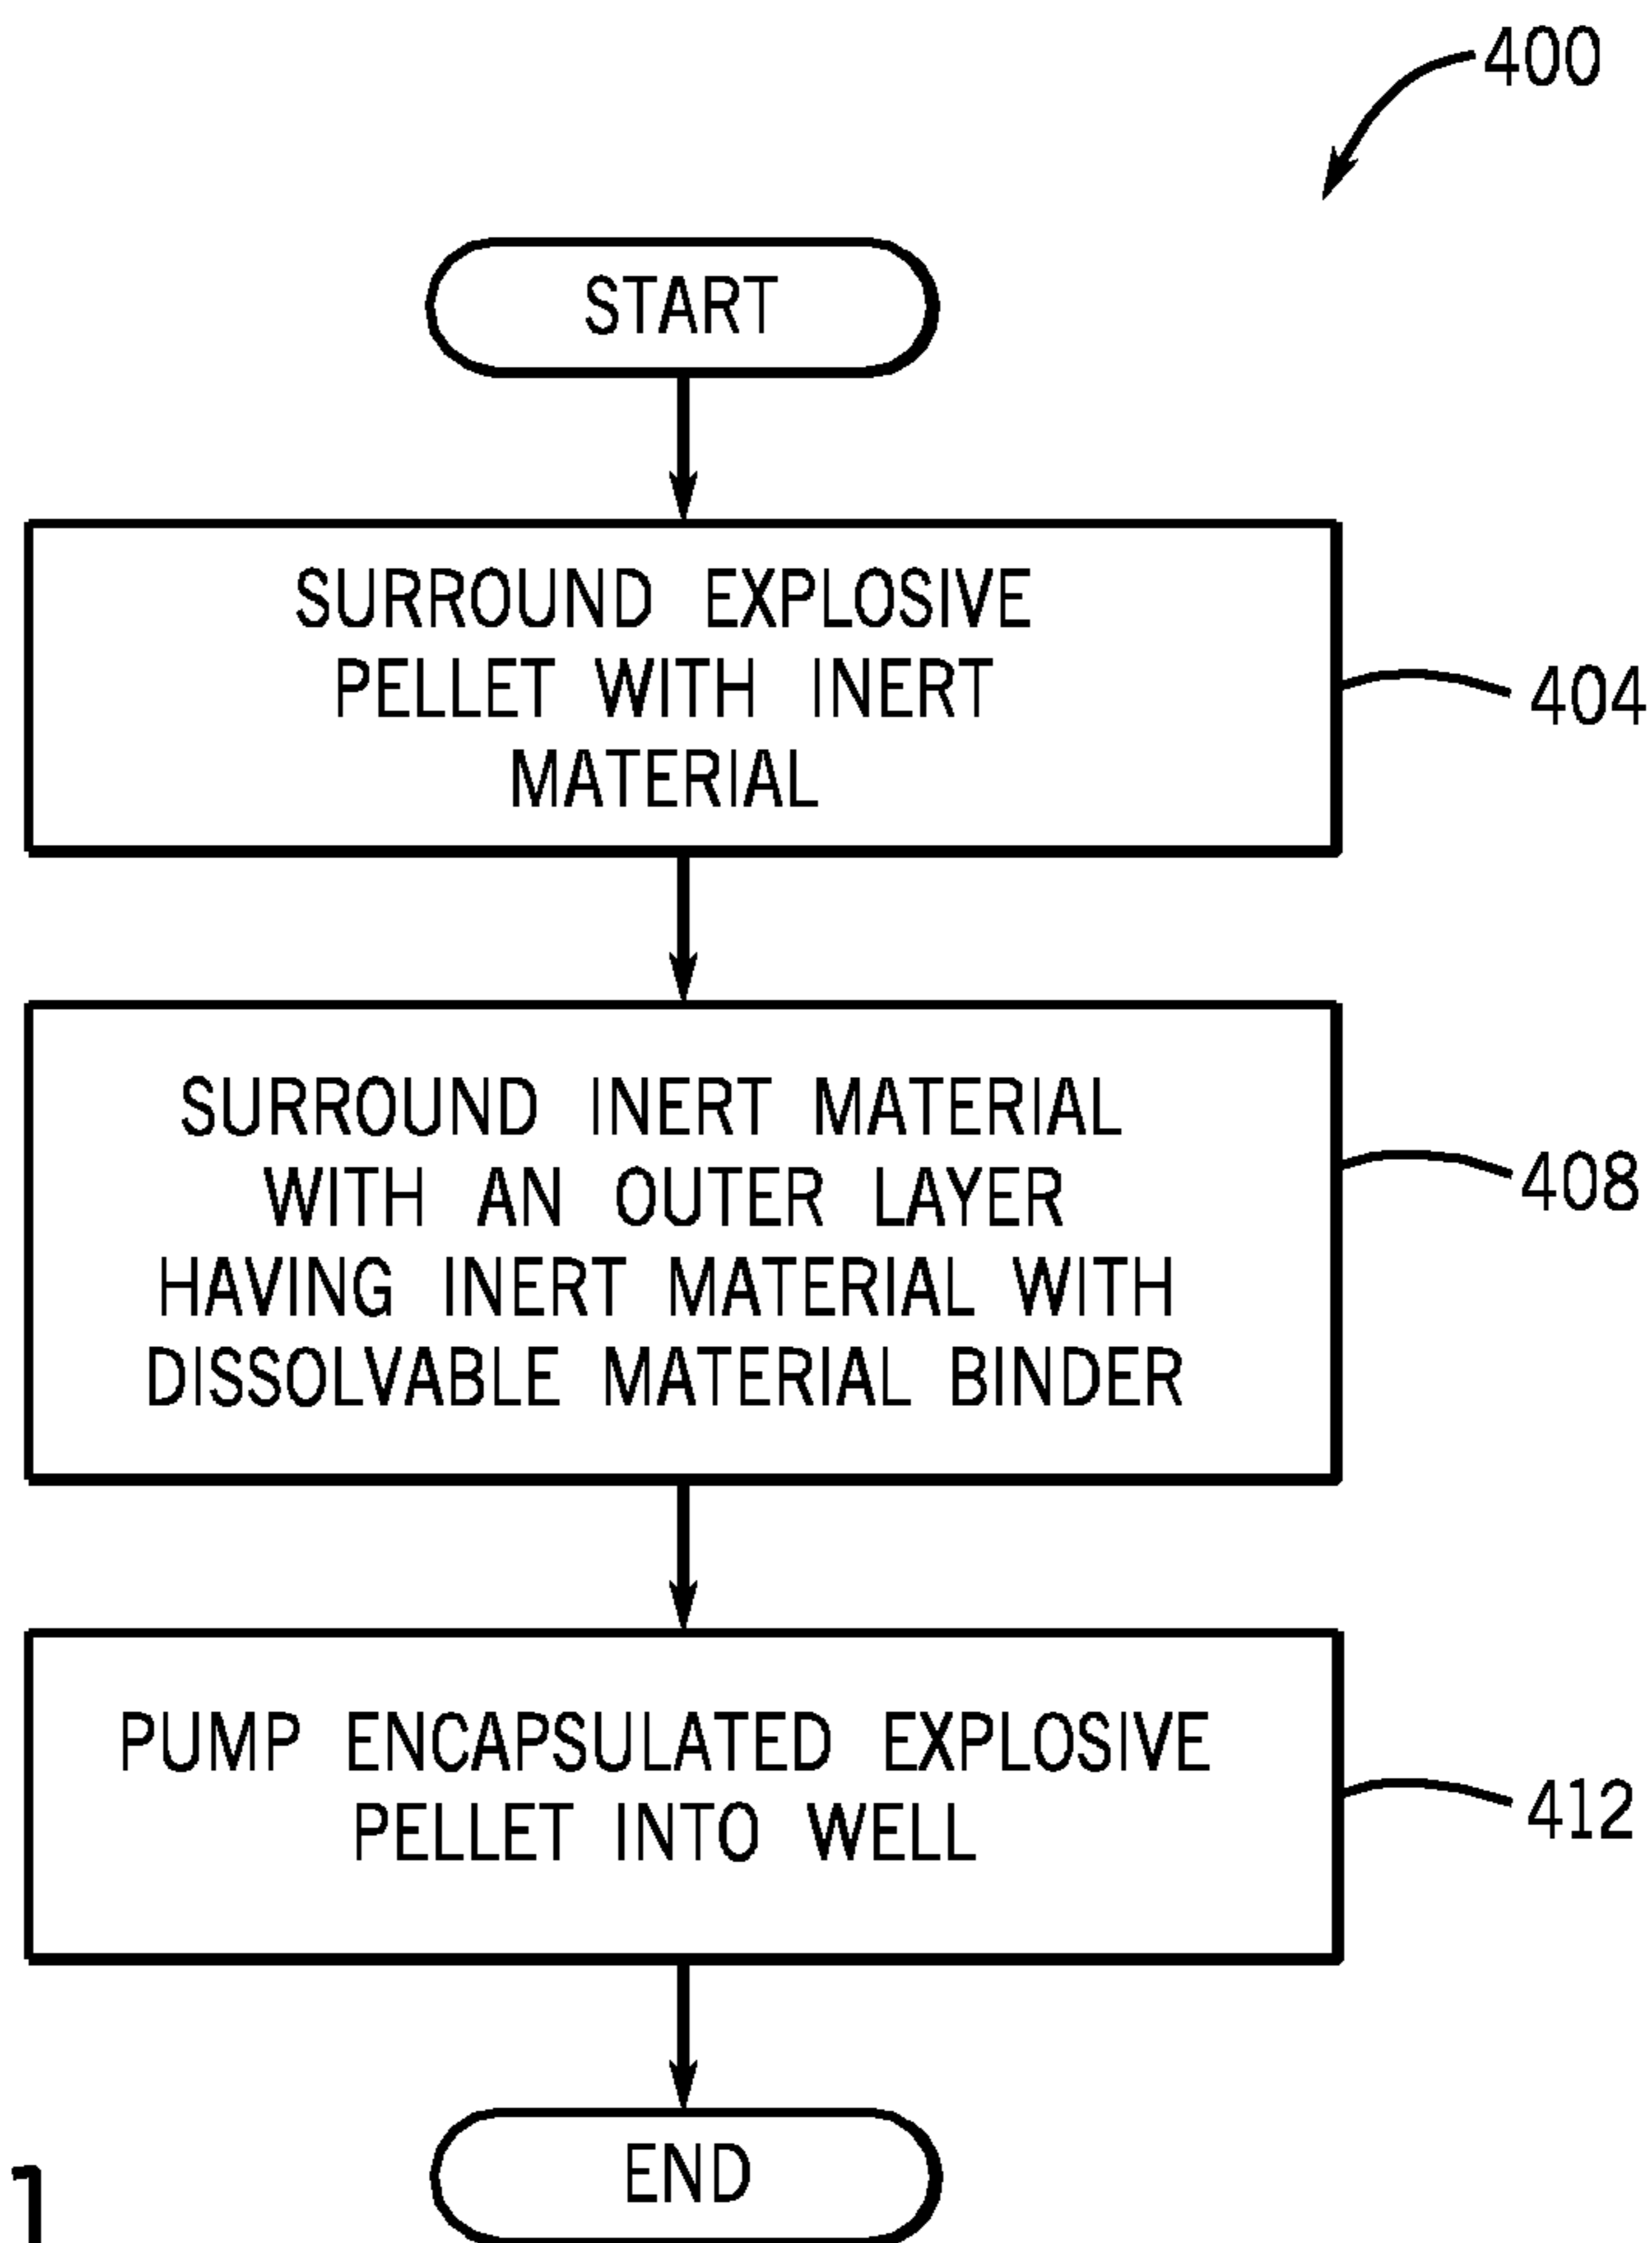 400
START
SURROUND EXPLOSIVE
PELLET WITH INERT
MATERIAL
404
SURROUND INERT MATERIAL
WITH AN OUTER LAYER
HAVING INERT MATERIAL WITH
DISSOLVABLE MATERIAL BINDER
408
PUMP ENCAPSULATED EXPLOSIVE
PELLET INTO WELL
412
END